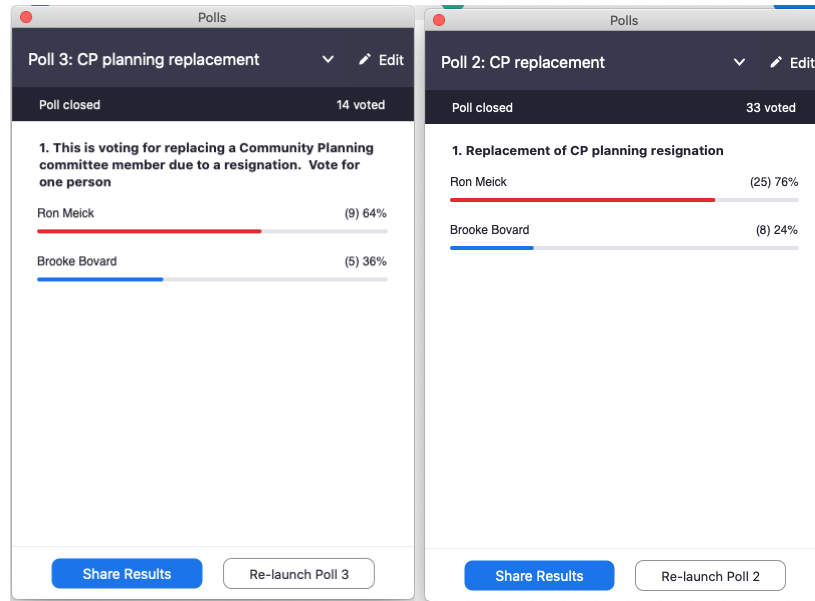 Polls
Poll 3: CP planning replacement
Edit
Poll closed
14 voted
1. This is voting for replacing a Community Planning
committee member due to a resignation.  Vote for
one person
Ron Meick
(9) 64%
Brooke Bovard
(5) 36%
Share Results
Re-launch Poll 3
Polls
Poll 2: CP replacement
Edit
Poll closed
33 voted
1. Replacement of CP planning resignation
Ron Meick
(25) 76%
Brooke Bovard
(8) 24%
Share Results
Re-launch Poll 2